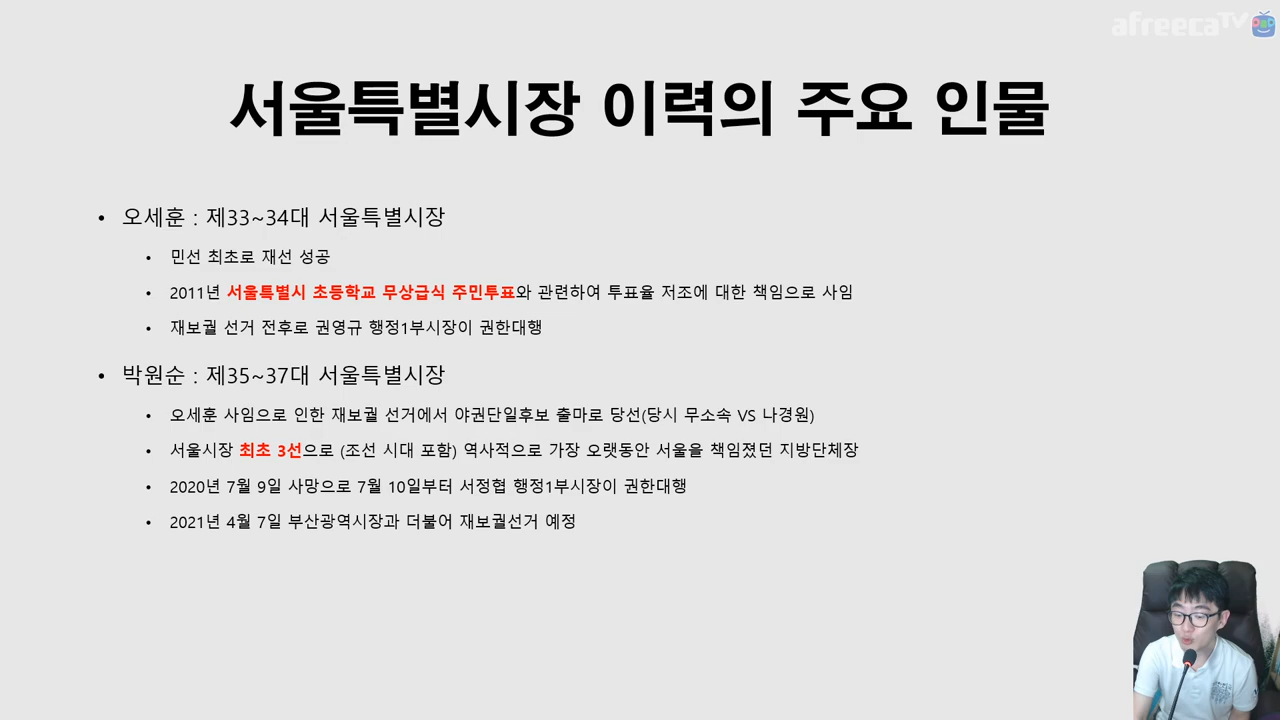 afreecaTV
서울특별시장 이력의 주요 인물
• 오세훈 : 제33~34대 서울특별시장
• 민선 최초로 재선 성공
• 2011년 서울특별시 초등학교 무상급식 주민투표와 관련하여 투표율 저조에 대한 책임으로 사임
• 재보궐 선거 전후로 권영규 행정1부시장이 권한대행
• 박원순 : 제35~37대 서울특별시장
• 오세훈 사임으로 인한 재보궐 선거에서 야권단일후보 출마로 당선(당시 무소속 VS 나경원)
• 서울시장 최초 3선으로 (조선 시대 포함) 역사적으로 가장 오랫동안 서울을 책임졌던 지방단체장
• 2020년 7월 9일 사망으로 7월 10일부터 서정협 행정1부시장이 권한대행
• 2021년 4월 7일 부산광역시장과 더불어 재보궐선거 예정